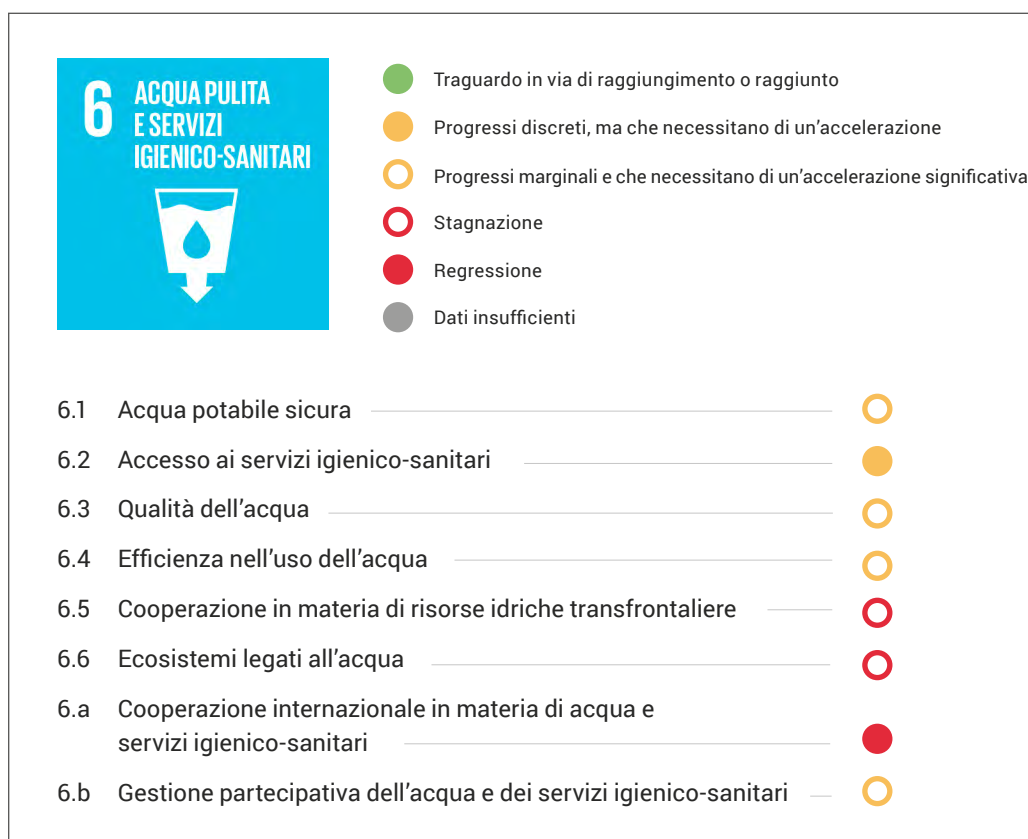 6 ACQUA PULITA
E SERVIZI
IGIENICO-SANITARI
Traguardo in via di raggiungimento o raggiunto
Progressi discreti, ma che necessitano di un'accelerazione
Progressi marginali e che necessitano di un'accelerazione significativa
Stagnazione
Regressione
Dati insufficienti
6.1 Acqua potabile sicura
6.2 Accesso ai servizi igienico-sanitari
6.3 Qualità dell'acqua
6.4 Efficienza nell'uso dell'acqua
6.5 Cooperazione in materia di risorse idriche transfrontaliere
6.6 Ecosistemi legati all'acqua
6.a Cooperazione internazionale in materia di acqua e
servizi igienico-sanitari
6.b Gestione partecipativa dell'acqua e dei servizi igienico-sanitari